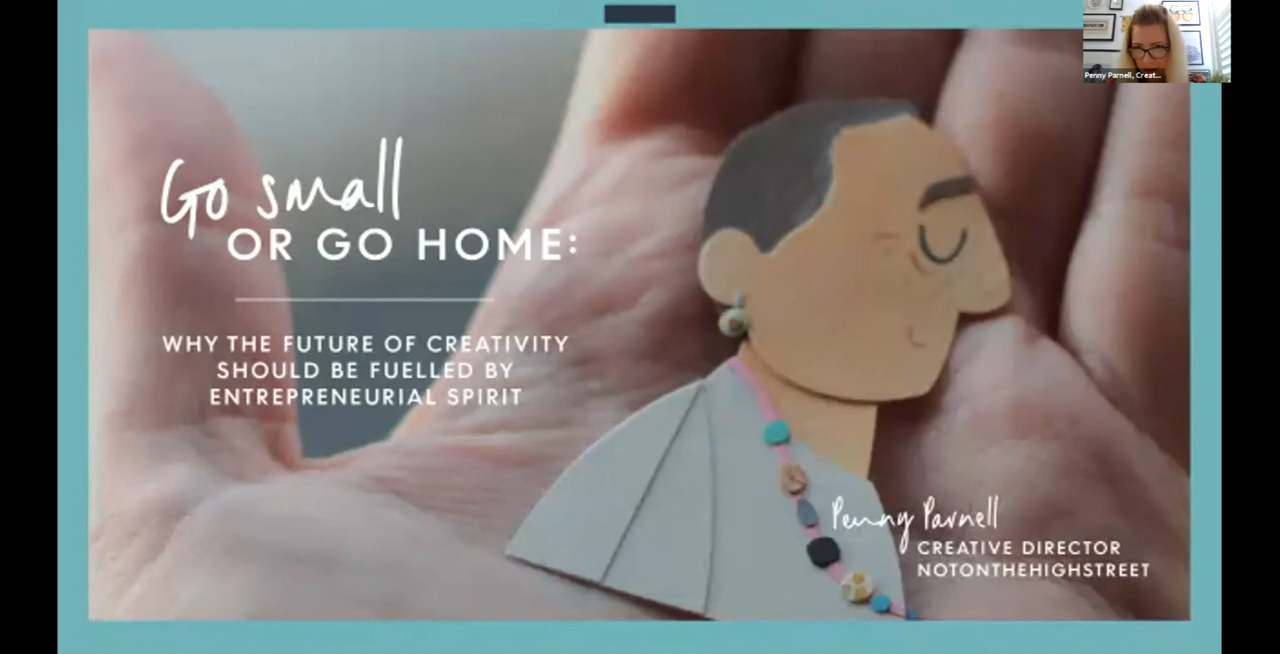 Go small
OR GO HOME:
WHY THE FUTURE OF CREATIVITY
SHOULD BE FUELLED BY
ENTREPRENEURIAL SPIRIT
Penny Parnell
CREATIVE DIRECTOR
NOTONTHEHIGHSTREET
Penny Parnell, Creat...